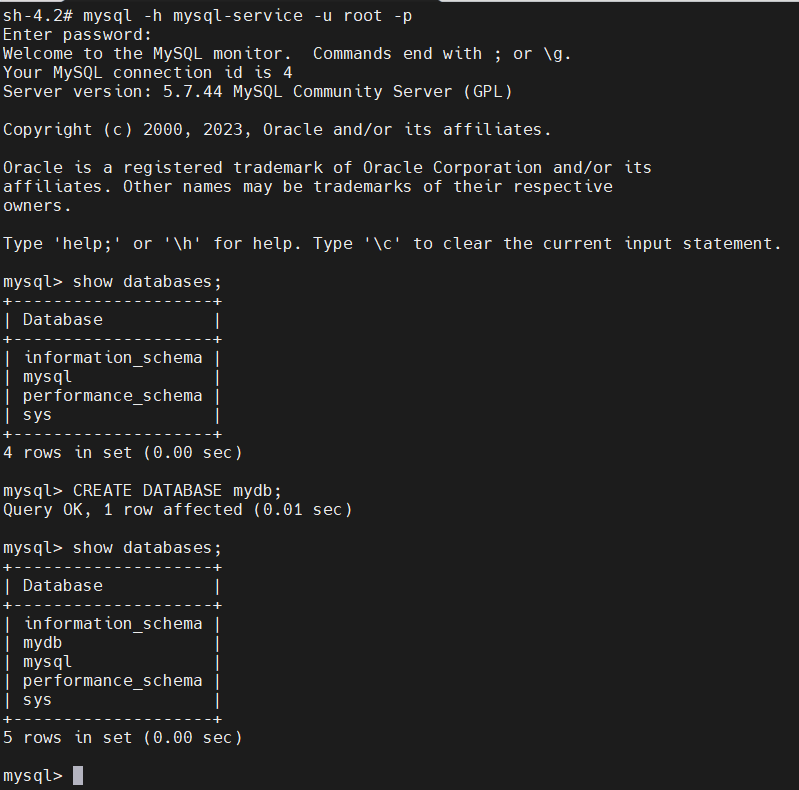 sh-4.2# mysql -h mysql-service -u root -p
Enter password:
Welcome to the MySQL monitor.  Commands end with ; or \g.
Your MySQL connection id is 4
Server version: 5.7.44 MySQL Community Server (GPL)
Copyright (c) 2000, 2023, Oracle and/or its affiliates.
Oracle is a registered trademark of Oracle Corporation and/or its
affiliates. Other names may be trademarks of their respective
owners.
Type 'help;' or '\h' for help. Type '\c' to clear the current input statement.
mysql> show databases;
+--------------------+
| Database           |
+--------------------+
| information_schema |
| mysql              |
| performance_schema |
| sys                |
+--------------------+
4 rows in set (0.00 sec)
mysql> CREATE DATABASE mydb;
Query OK, 1 row affected (0.01 sec)
mysql> show databases;
+--------------------+
| Database           |
+--------------------+
| information_schema |
| mydb               |
| mysql              |
| performance_schema |
| sys                |
+--------------------+
5 rows in set (0.00 sec)
mysql>